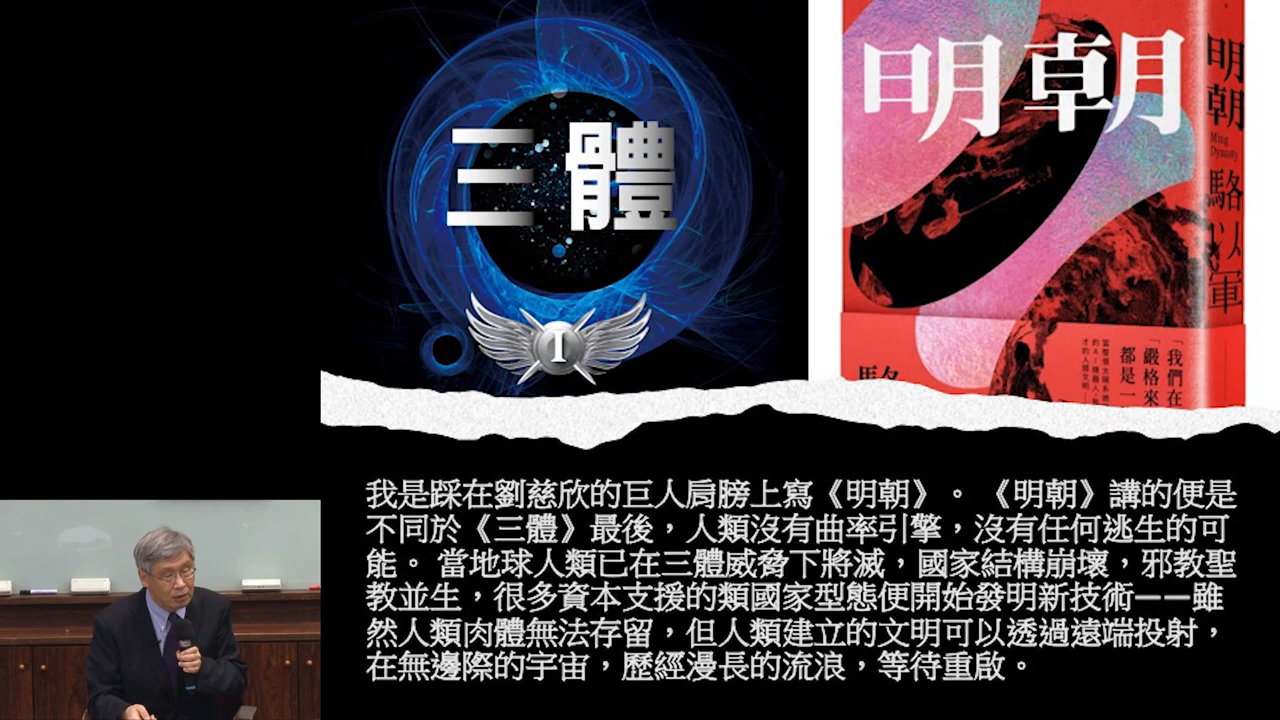 三體
I
明朝
明朝
Ming
Dynasty
駱以軍
駱
「我們在
「嚴格來
都是一
我是踩在劉慈欣的巨人肩膀上寫《明朝》。《明朝》講的便是
不同於《三體》最後,人類沒有曲率引擎,沒有任何逃生的可
能。當地球人類已在三體威脅下將滅,國家結構崩壞,邪教聖
教並生,很多資本支援的類國家型態便開始發明新技術——雖
然人類肉體無法存留,但人類建立的文明可以透過遠端投射,
在無邊際的宇宙,歷經漫長的流浪,等待重啟。